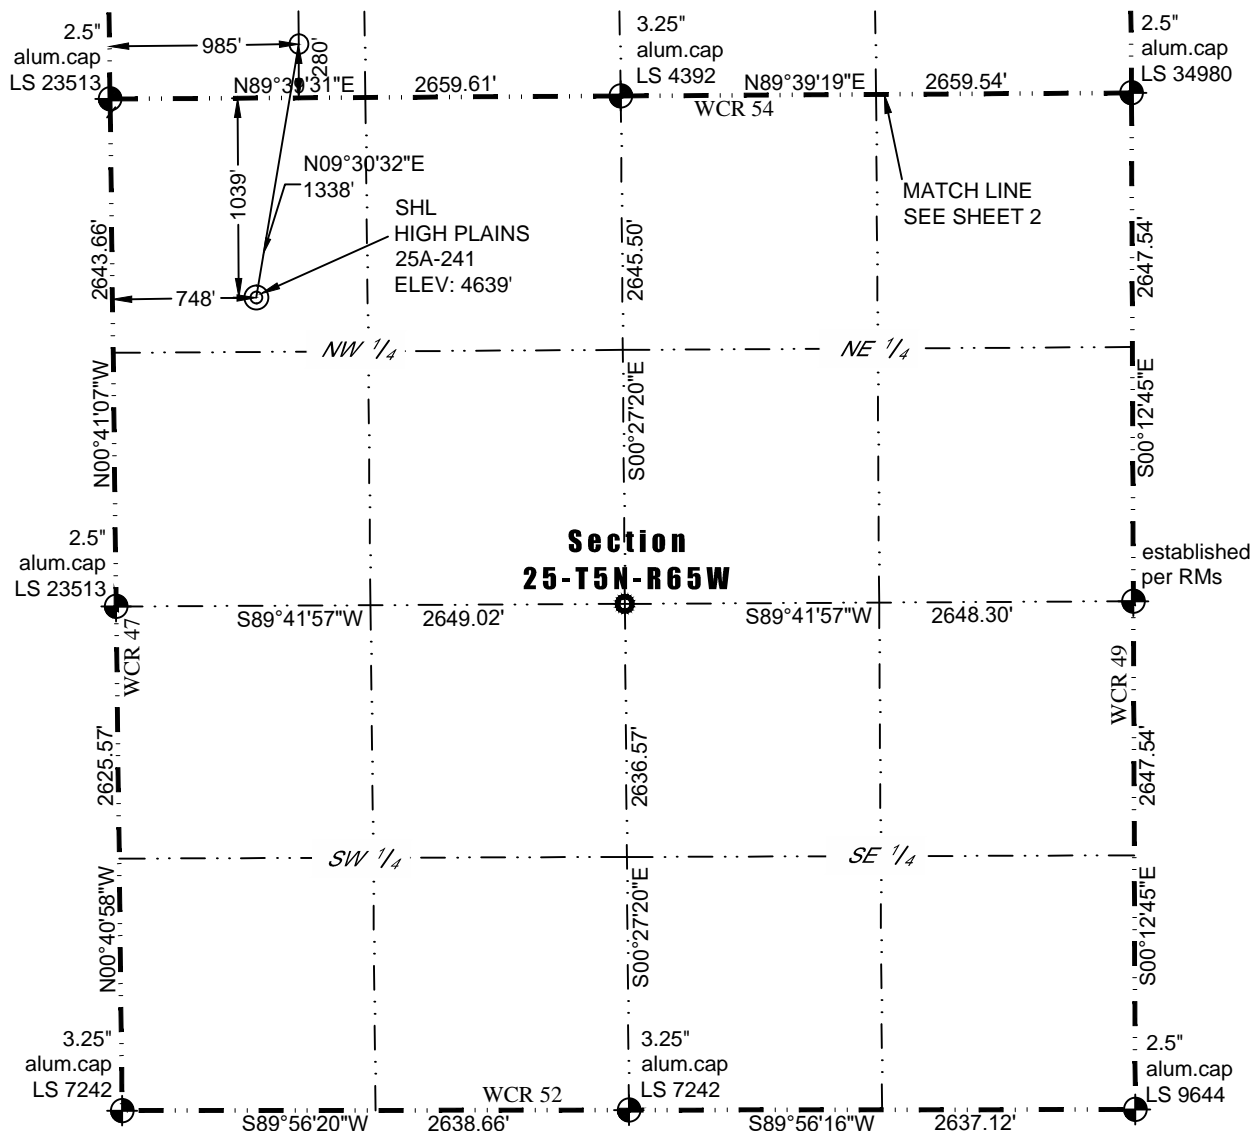 2.5"
alum.cap
LS 23513
985'
280'
3.25"
alum.cap
LS 4392
2.5"
alum.cap
LS 34980
N89°39'31"E
2659.61'
N89°39'19"E
2659.54'
WCR 54
1039'
N09°30'32"E
1338'
SHL
HIGH PLAINS
25A-241
ELEV: 4639'
MATCH LINE
SEE SHEET 2
2643.66'
2645.50'
2647.54'
748'
NW 1/4
NE 1/4
N00°41'07"W
S00°27'20"E
S00°12'45"E
2.5"
alum.cap
LS 23513
Section
25-T5N-R65W
established
per RMs
S89°41'57"W
2649.02'
S89°41'57"W
2648.30'
WCR 47
WCR 49
2625.57'
2636.57'
2647.54'
SW 1/4
SE 1/4
N00°40'58"W
S00°27'20"E
S00°12'45"E
3.25"
alum.cap
LS 7242
WCR 52
3.25"
alum.cap
LS 7242
2.5"
alum.cap
LS 9644
S89°56'20"W
2638.66'
S89°56'16"W
2637.12'